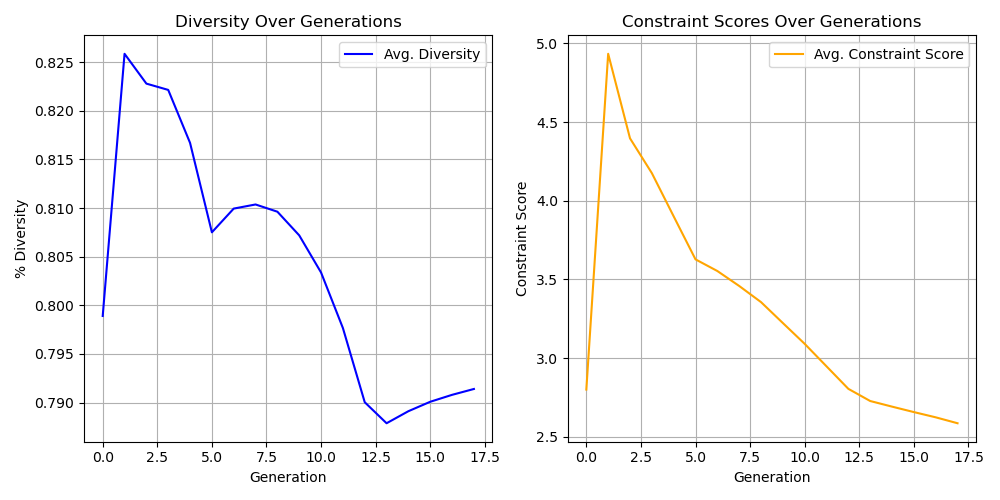 Diversity Over Generations
Avg. Diversity
% Diversity
0.825
0.820
0.815
0.810
0.805
0.800
0.795
0.790
0.0 2.5 5.0 7.5 10.0 12.5 15.0 17.5
Generation
Constraint Scores Over Generations
Avg. Constraint Score
Constraint Score
5.0
4.5
4.0
3.5
3.0
2.5
0.0 2.5 5.0 7.5 10.0 12.5 15.0 17.5
Generation